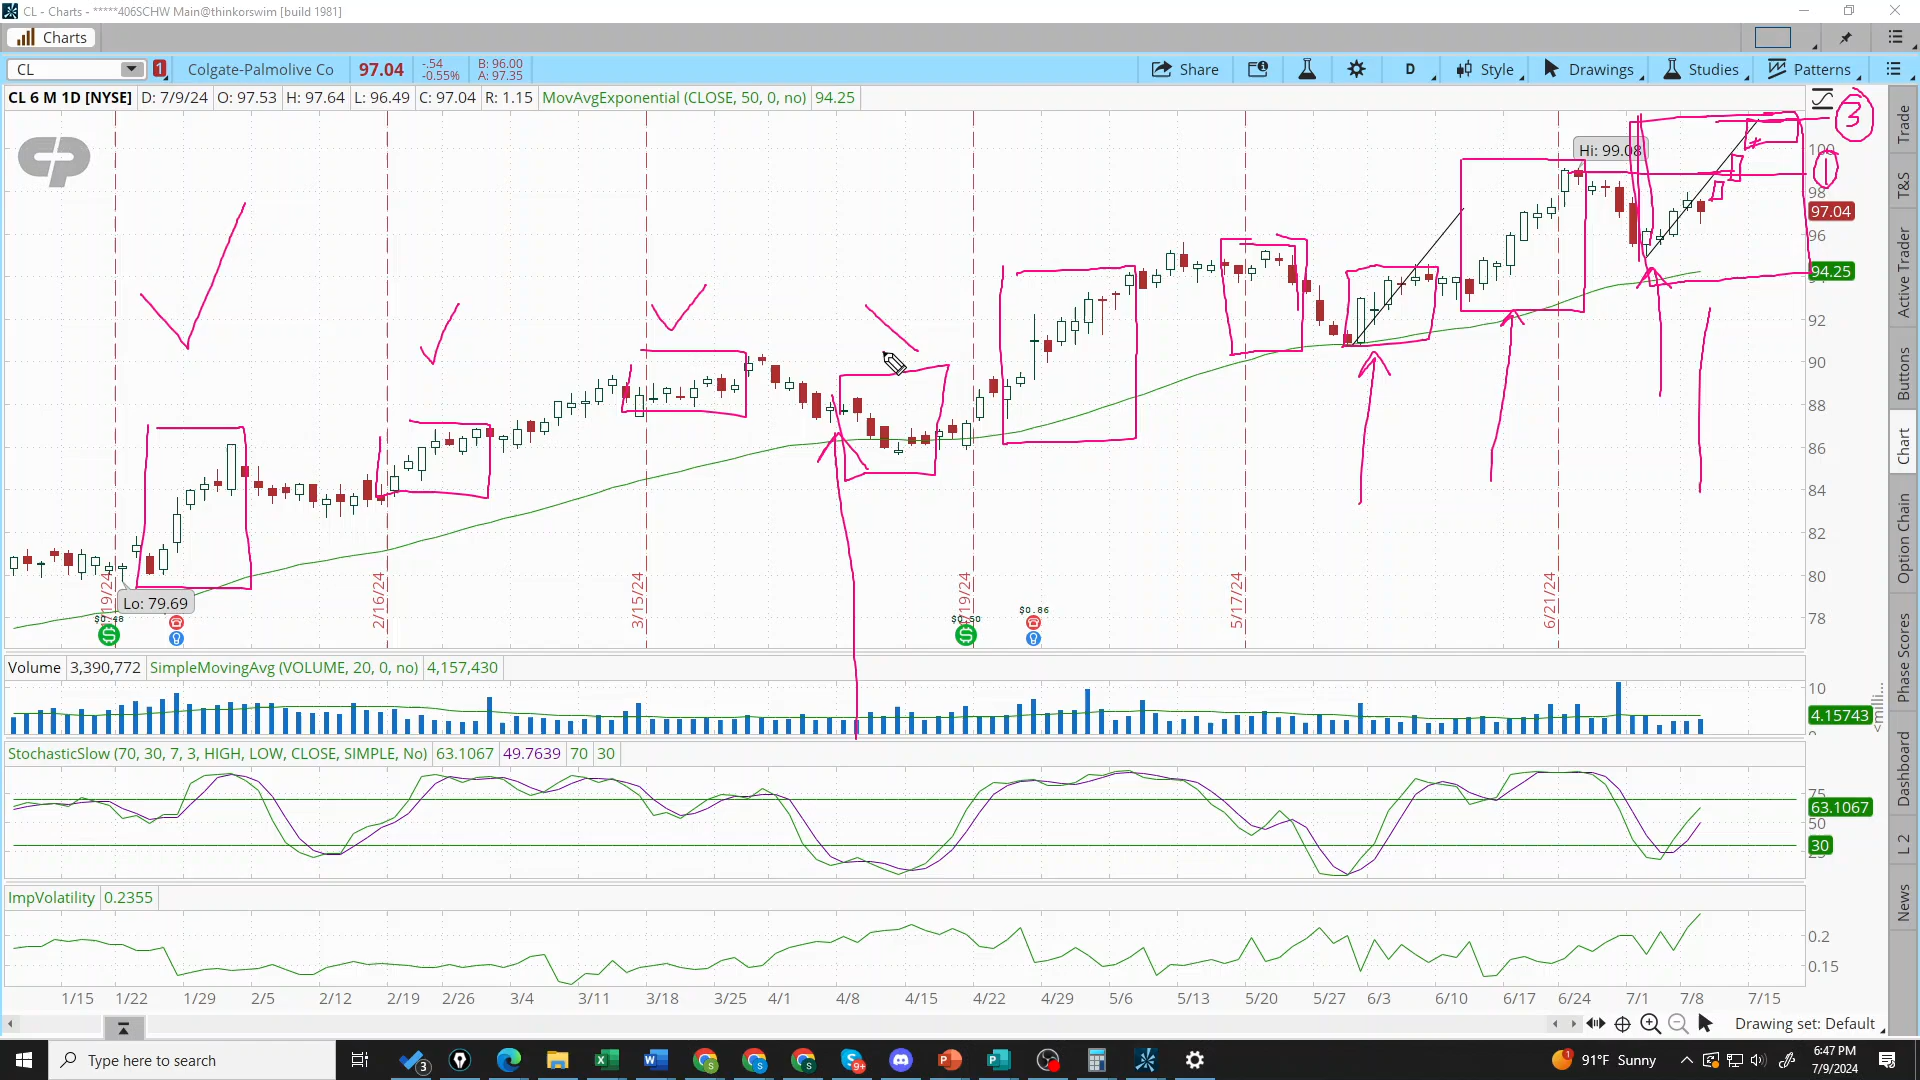 CL - Charts - *****406SCHW Main@thinkorswim [build 1981]
Charts
CL 1 Colgate-Palmolive Co 97.04 -.54 -0.55% B: 96.00 A: 97.35 Share D Style Drawings Studies Patterns
CL 6 M 1D [NYSE] D: 7/9/24 O: 97.53 H: 97.64 L: 96.49 C: 97.04 R: 1.15 MovAvgExponential (CLOSE, 50, 0, no) 94.25
3
Hi: 99.08
100
1
98
97.04
96
94.25
92
90
88
86
84
82
80
78
Lo: 79.69
2/16/24
3/15/24
5/17/24
6/21/24
$0.86
Volume 3,390,772 SimpleMovingAvg (VOLUME, 20, 0, no) 4,157,430
10
4.15743
<milli...
StochasticSlow (70, 30, 7, 3, HIGH, LOW, CLOSE, SIMPLE, No) 63.1067 49.7639 70 30
75
63.1067
50
30
ImpVolatility 0.2355
0.2
0.15
1/15 1/22 1/29 2/5 2/12 2/19 2/26 3/4 3/11 3/18 3/25 4/1 4/8 4/15 4/22 4/29 5/6 5/13 5/20 5/27 6/3 6/10 6/17 6/24 7/1 7/8 7/15
Drawing set: Default
Trade
T&S
Active Trader
Buttons
Chart
Option Chain
Phase Scores
Dashboard
L 2
News
Type here to search
3
9+
1
91°F Sunny
6:47 PM
7/9/2024